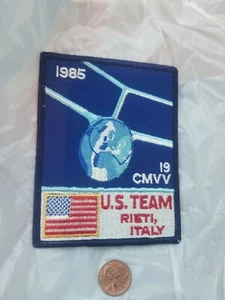 1985
19
CMVV
U.S. TEAM
RIETI,
ITALY